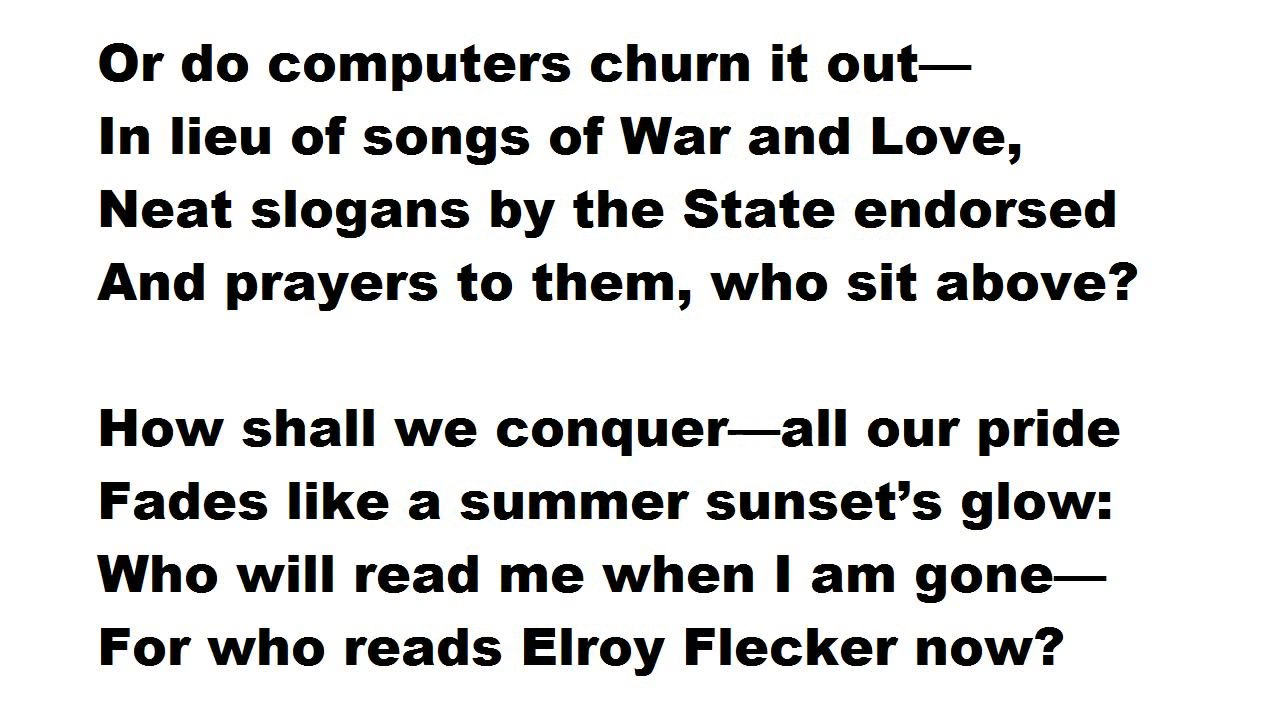 Or do computers churn it out—
In lieu of songs of War and Love,
Neat slogans by the State endorsed
And prayers to them, who sit above?
How shall we conquer—all our pride
Fades like a summer sunset’s glow:
Who will read me when I am gone—
For who reads Elroy Flecker now?